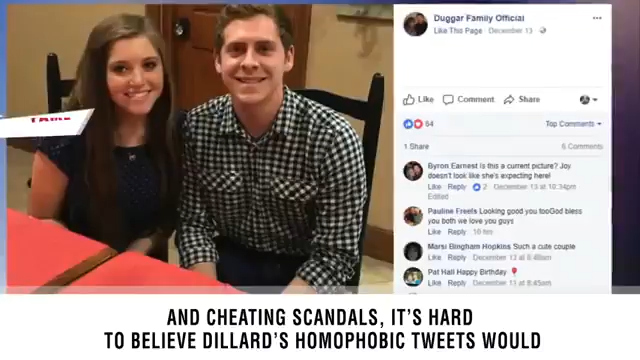 Duggar Family Official
Like This Page · December 13 ·
Like Comment Share
64
Top Comments
1 Share
6 Comments
Byron Earnest Is this a current picture? Joy
doesn't look like she's expecting here!
Like · Reply · 2 · December 13 at 10:34pm
Edited
Pauline Freels Looking good you tooGod bless
you both we love you guys
Like · Reply · 10 hrs
Marsi Bingham Hopkins Such a cute couple
Like · Reply · December 13 at 8:48am
Pat Hall Happy Birthday
Like · Reply · December 13 at 8:45am
AND CHEATING SCANDALS, IT'S HARD
TO BELIEVE DILLARD'S HOMOPHOBIC TWEETS WOULD